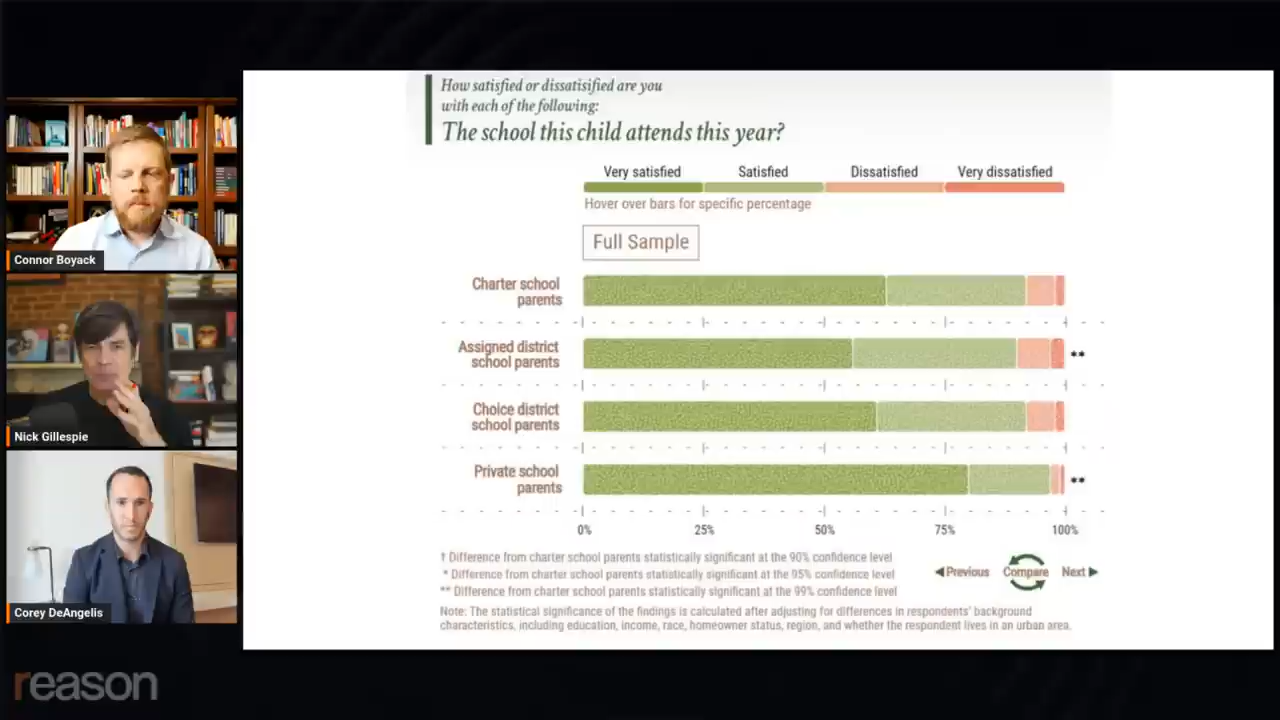 How satisfied or dissatisified are you
with each of the following:
The school this child attends this year?
Very satisfied Satisfied Dissatisfied Very dissatisfied
Hover over bars for specific percentage
Full Sample
Charter school
parents
Assigned district
school parents
**
Choice district
school parents
Private school
parents
**
0% 25% 50% 75% 100%
† Difference from charter school parents statistically significant at the 90% confidence level
* Difference from charter school parents statistically significant at the 95% confidence level
** Difference from charter school parents statistically significant at the 99% confidence level
Previous Compare Next
Note: The statistical significance of the findings is calculated after adjusting for differences in respondents' background
characteristics, including education, income, race, homeowner status, region, and whether the respondent lives in an urban area.
Connor Boyack
Nick Gillespie
Corey DeAngelis
reason